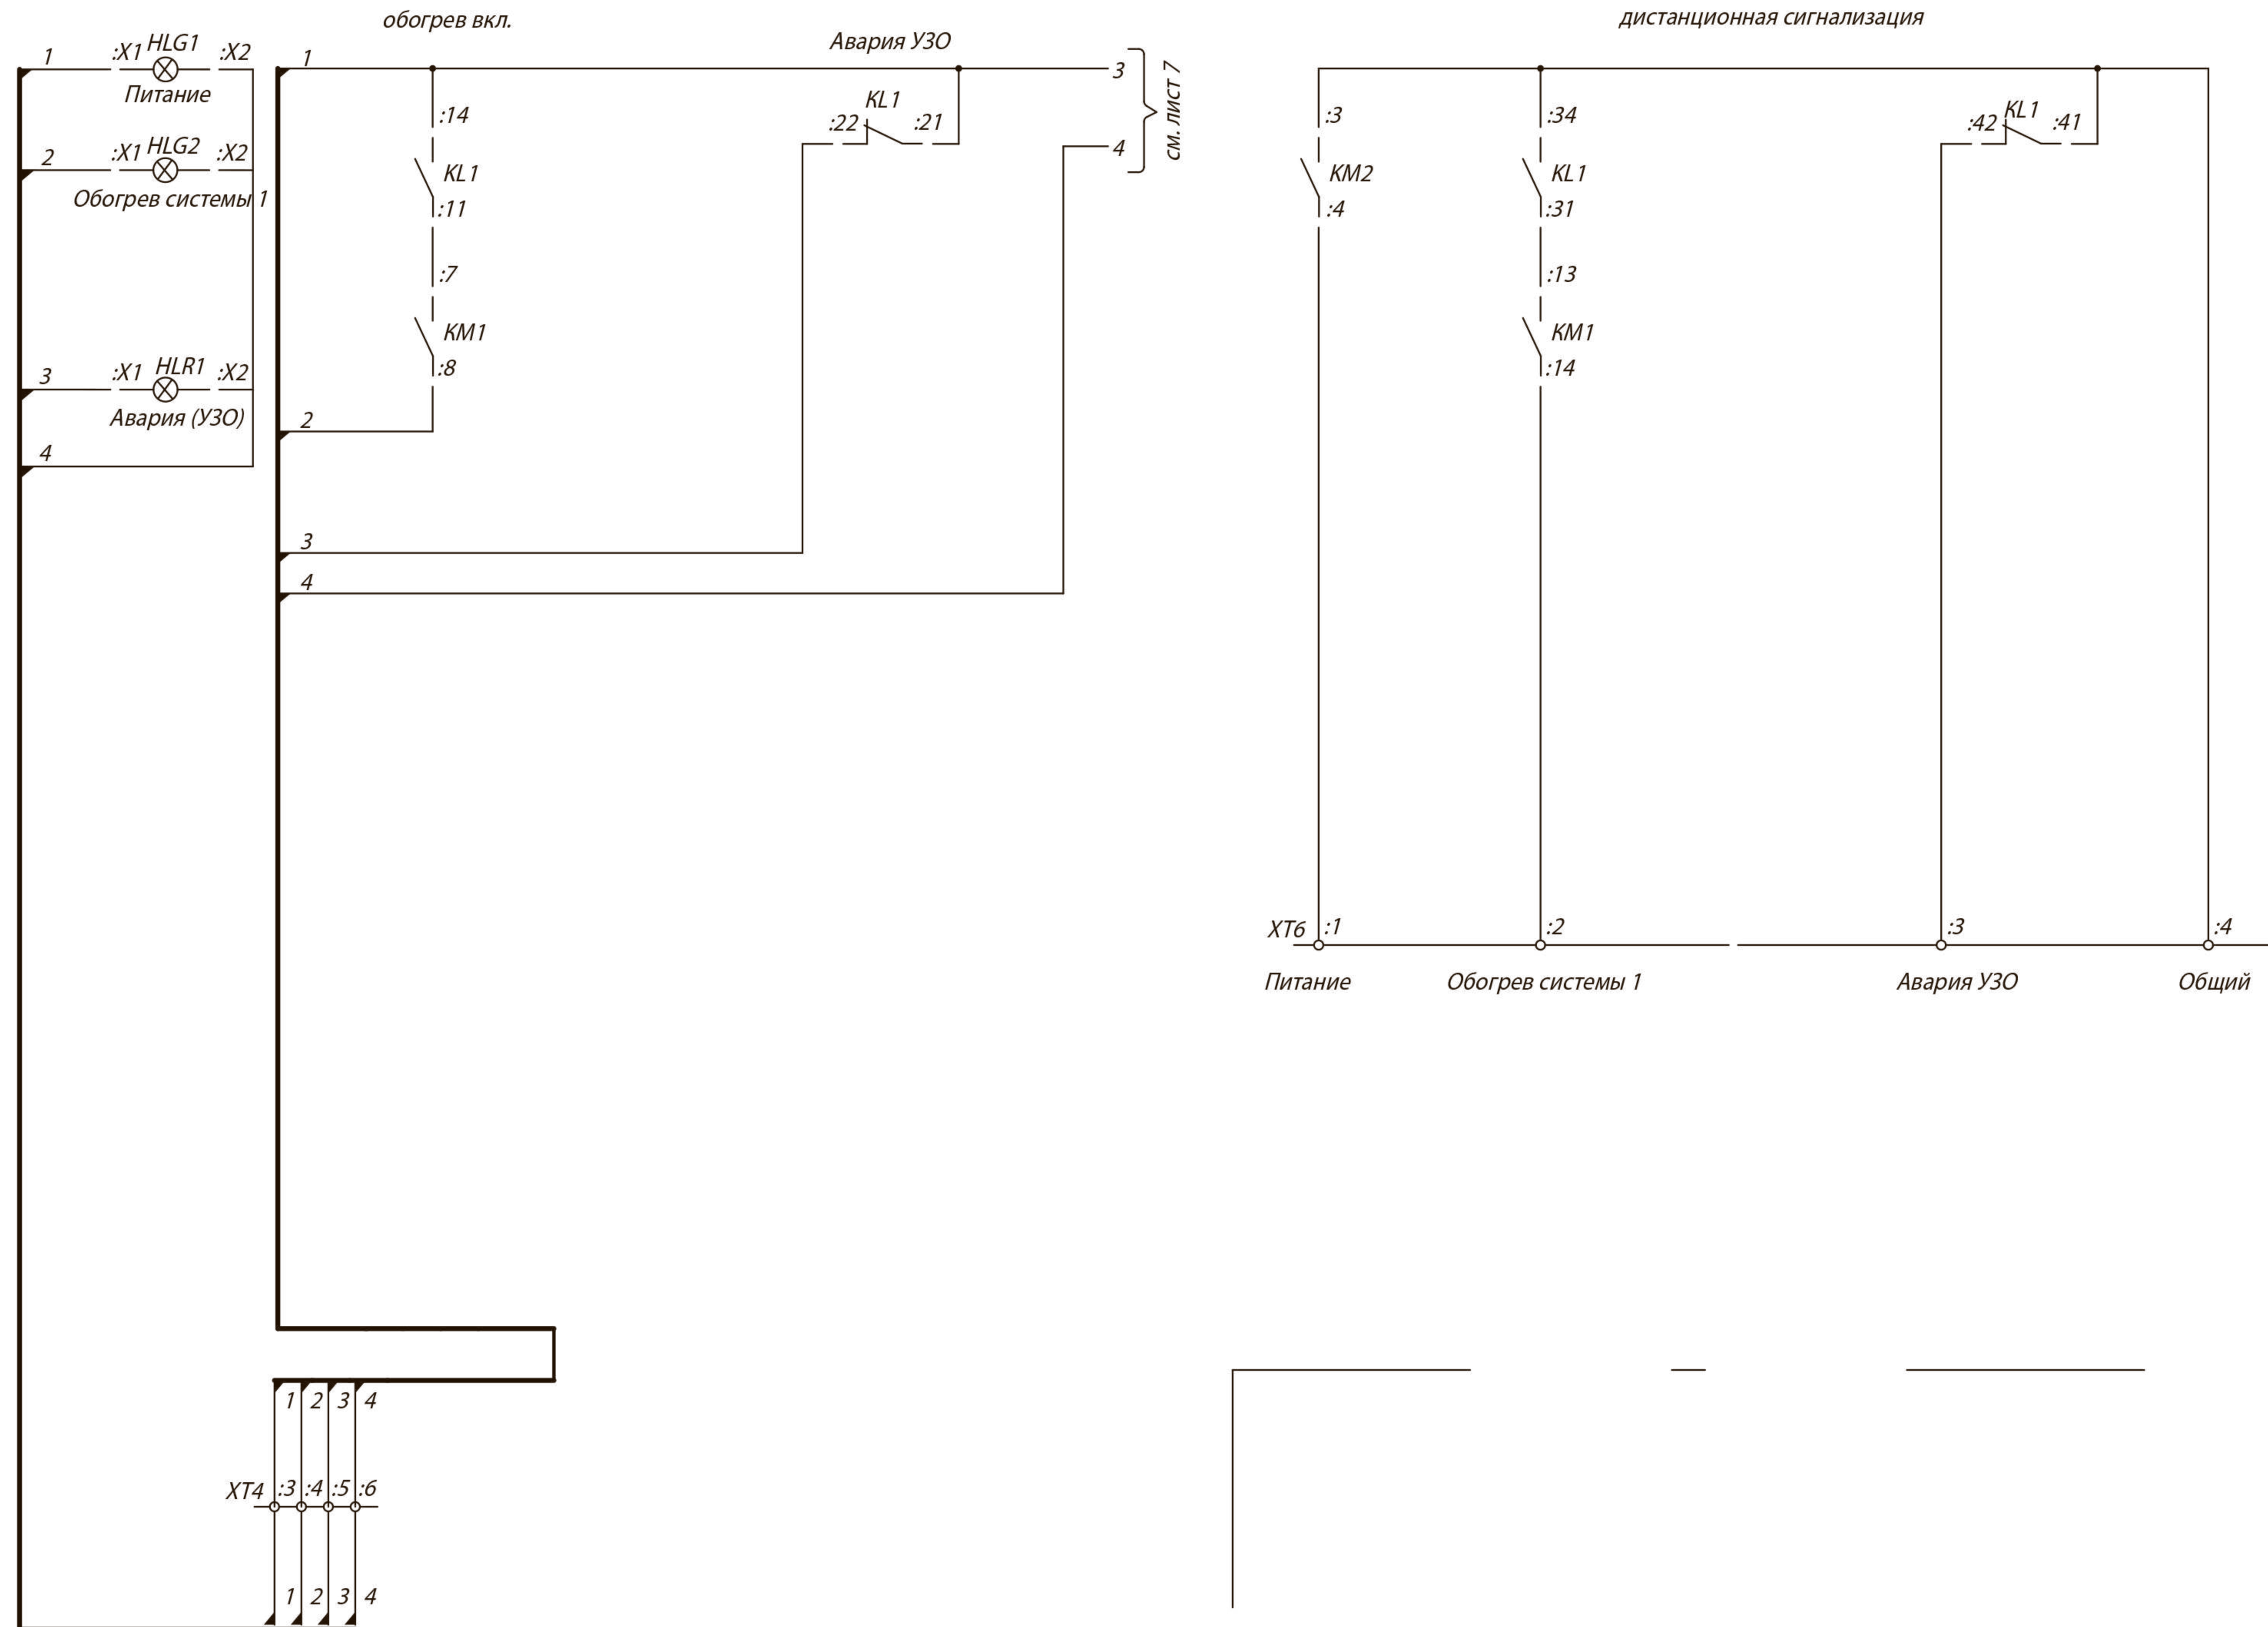 обогрев вкл.
дистанционная сигнализация
1 :X1 HLG1 :X2
Питание
2 :X1 HLG2 :X2
Обогрев системы 1
3 :X1 HLR1 :X2
Авария (УЗО)
4
1
:14
KL1
:11
:7
KM1
:8
2
3
4
Авария УЗО
KL1
:22 :21
3
4
см. лист 7
:3
KM2
:4
:34
KL1
:31
:13
KM1
:14
KL1
:42 :41
XT6 :1 :2 :3 :4
Питание Обогрев системы 1 Авария УЗО Общий
1 2 3 4
XT4 :3 :4 :5 :6
1 2 3 4